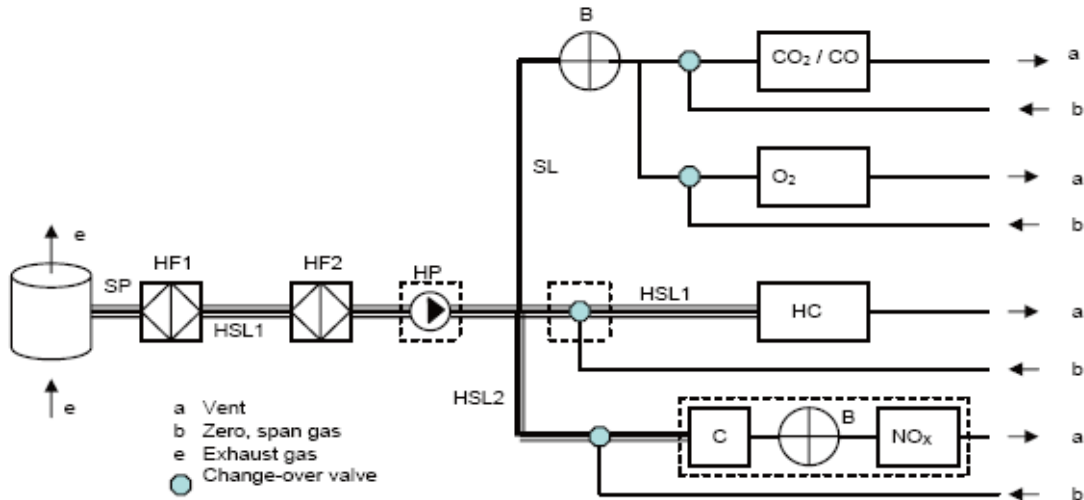 B
CO₂ / CO
a
b
SL
O₂
a
b
e
SP
HF1
HF2
HP
HSL1
HSL1
HC
a
b
e
HSL2
a Vent
b Zero, span gas
e Exhaust gas
Change-over valve
C
B
NOx
a
b